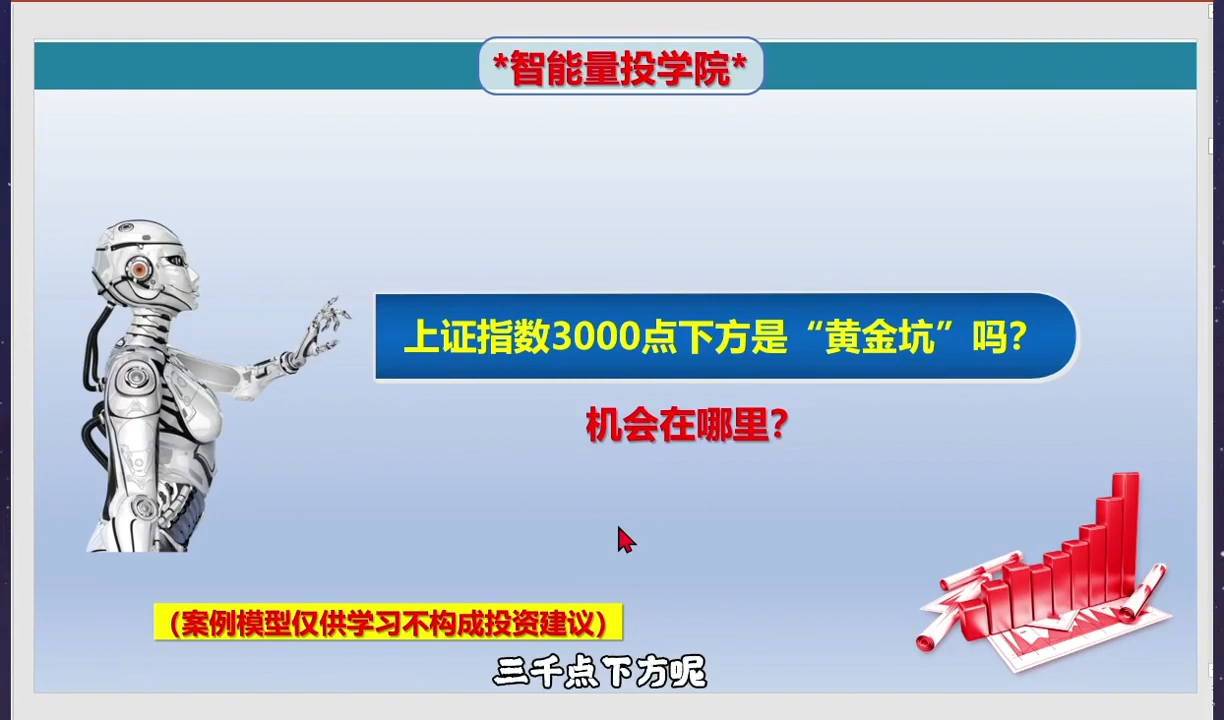 *智能量投学院*
上证指数3000点下方是“黄金坑”吗？
机会在哪里？
（案例模型仅供学习不构成投资建议）
三千点下方呢